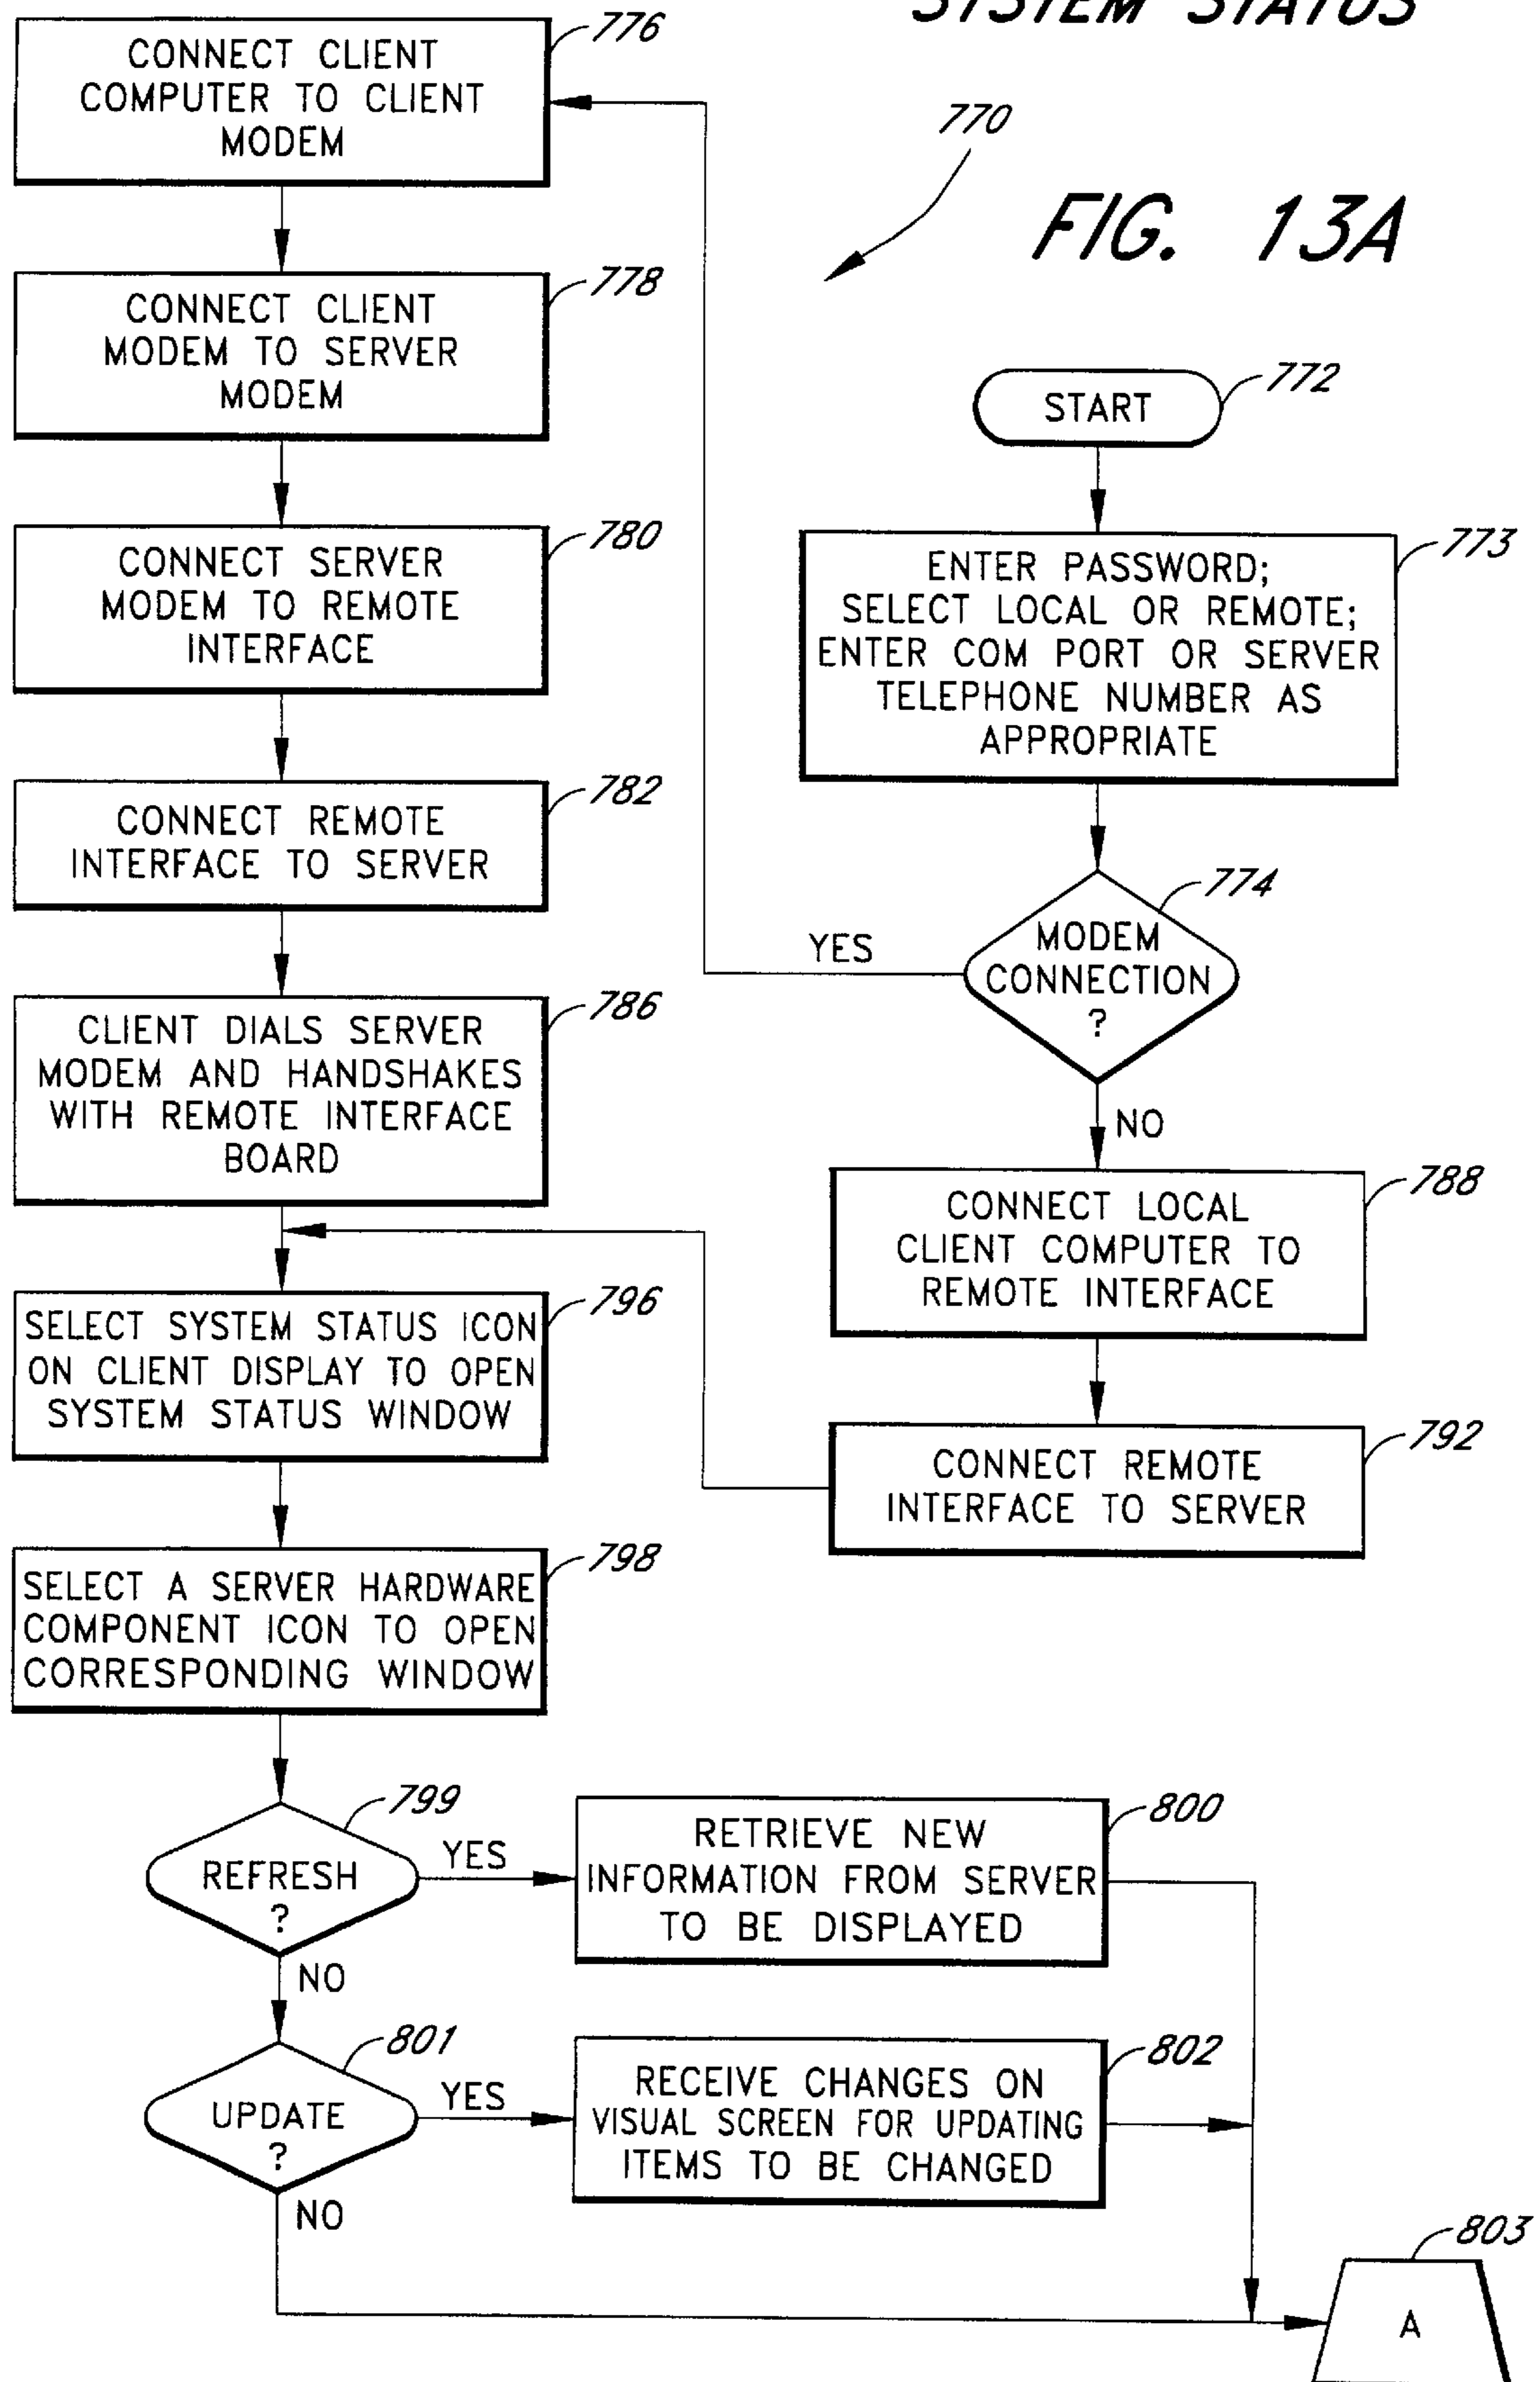 SYSTEM STATUS
FIG. 13A
770
772
START
773
ENTER PASSWORD;
SELECT LOCAL OR REMOTE;
ENTER COM PORT OR SERVER
TELEPHONE NUMBER AS
APPROPRIATE
774
MODEM
CONNECTION
?
YES
NO
776
CONNECT CLIENT
COMPUTER TO CLIENT
MODEM
778
CONNECT CLIENT
MODEM TO SERVER
MODEM
780
CONNECT SERVER
MODEM TO REMOTE
INTERFACE
782
CONNECT REMOTE
INTERFACE TO SERVER
786
CLIENT DIALS SERVER
MODEM AND HANDSHAKES
WITH REMOTE INTERFACE
BOARD
788
CONNECT LOCAL
CLIENT COMPUTER TO
REMOTE INTERFACE
792
CONNECT REMOTE
INTERFACE TO SERVER
796
SELECT SYSTEM STATUS ICON
ON CLIENT DISPLAY TO OPEN
SYSTEM STATUS WINDOW
798
SELECT A SERVER HARDWARE
COMPONENT ICON TO OPEN
CORRESPONDING WINDOW
799
REFRESH
?
YES
NO
800
RETRIEVE NEW
INFORMATION FROM SERVER
TO BE DISPLAYED
801
UPDATE
?
YES
NO
802
RECEIVE CHANGES ON
VISUAL SCREEN FOR UPDATING
ITEMS TO BE CHANGED
803
A